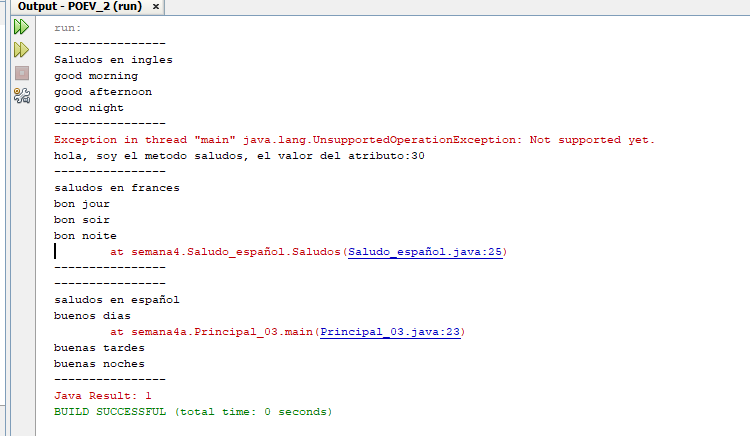 Output - POEV_2 (run) ×
run:
----------------
Saludos en ingles
good morning
good afternoon
good night
----------------
Exception in thread "main" java.lang.UnsupportedOperationException: Not supported yet.
hola, soy el metodo saludos, el valor del atributo:30
----------------
saludos en frances
bon jour
bon soir
bon noite
at semana4.Saludo_español.Saludos(Saludo_español.java:25)
----------------
----------------
saludos en español
buenos dias
at semana4a.Principal_03.main(Principal_03.java:23)
buenas tardes
buenas noches
----------------
Java Result: 1
BUILD SUCCESSFUL (total time: 0 seconds)